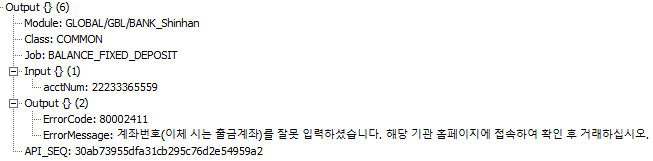 Output {} (6)
Module: GLOBAL/GBL/BANK_Shinhan
Class: COMMON
Job: BALANCE_FIXED_DEPOSIT
Input {} (1)
acctNum: 22233365559
Output {} (2)
ErrorCode: 80002411
ErrorMessage: 계좌번호(이체 시는 출금계좌)를 잘못 입력하셨습니다. 해당 기관 홈페이지에 접속하여 확인 후 거래하십시오.
API_SEQ: 30ab73955dfa31cb295c76d2e54959a2